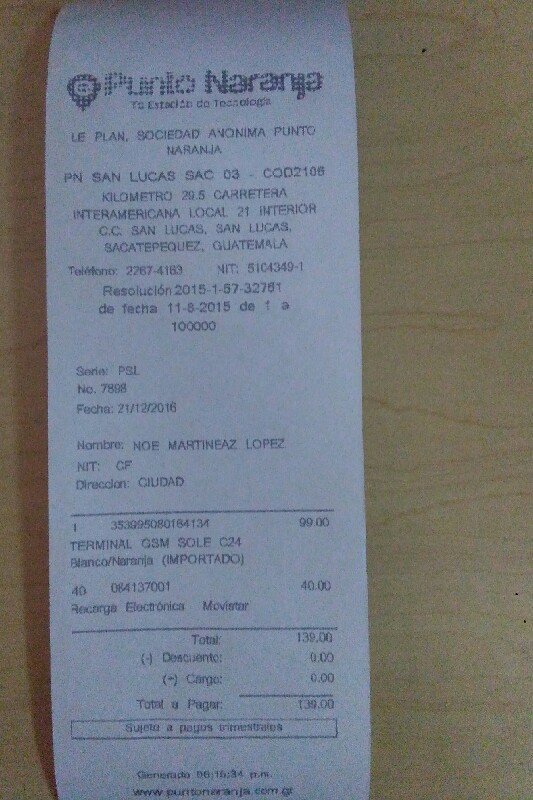 Punto Naranja
Tu Estación de Tecnología
LE PLAN, SOCIEDAD ANONIMA PUNTO
NARANJA
PN SAN LUCAS SAC 03 - COD2106
KILOMETRO 29.5 CARRETERA
INTERAMERICANA LOCAL 21 INTERIOR
C.C. SAN LUCAS, SAN LUCAS,
SACATEPEQUEZ, GUATEMALA
Teléfono: 2267-4163 NIT: 5104349-1
Resolución 2015-1-57-32761
de fecha 11-8-2015 de 1 a
100000
Serie: PSL
No. 7898
Fecha: 21/12/2016
Nombre: NOE MARTINEAZ LOPEZ
NIT: CF
Direccion: CIUDAD
1 353995080164134 99.00
TERMINAL GSM SOLE C24
Blanco/Naranja (IMPORTADO)
40 084137001 40.00
Recarga Electrónica Movistar
Total: 139.00
(-) Descuento: 0.00
(+) Cargo: 0.00
Total a Pagar: 139.00
Sujeto a pagos trimestrales
Generado 06:16:34 p.m.
www.puntonaranja.com.gt